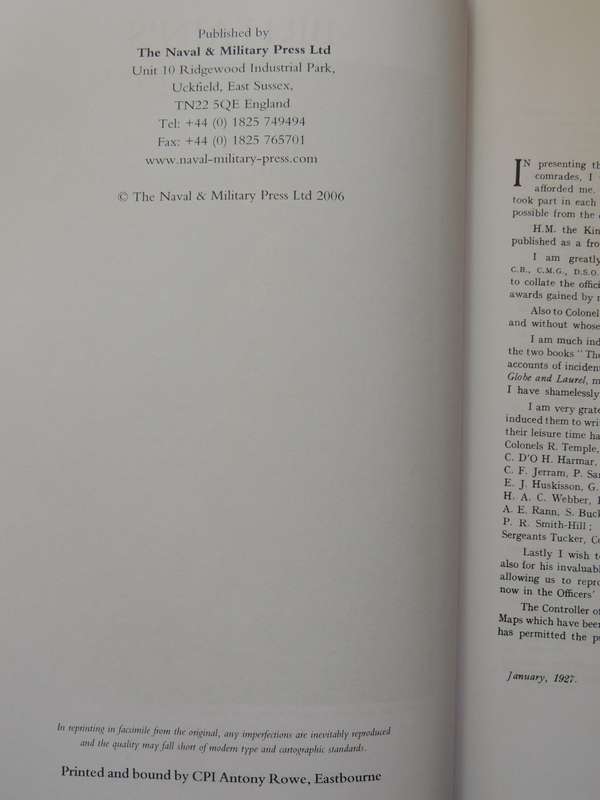 Published by
The Naval & Military Press Ltd
Unit 10 Ridgewood Industrial Park,
Uckfield, East Sussex,
TN22 5QE England
Tel: +44 (0) 1825 749494
Fax: +44 (0) 1825 765701
www.naval-military-press.com
© The Naval & Military Press Ltd 2006
In reprinting in facsimile from the original, any imperfections are inevitably reproduced
and the quality may fall short of modern type and cartographic standards.
Printed and bound by CPI Antony Rowe, Eastbourne
IN presenting
comrades, I
afforded me.
took part in each
possible from the
H.M. the Kin
published as a fro
I am greatly
C.B., C.M.G., D.S.O.
to collate the offici
awards gained by
Also to Colonel
and without whose
I am much ind
the two books "The
accounts of inciden
Globe and Laurel,
I have shamelessly
I am very grate
induced them to wri
their leisure time ha
Colonels R. Temple,
C. D'O H. Harmar,
C. F. Jerram, P. Sa
E. J. Huskisson, G.
H. A. C. Webber,
A. E. Rann, S. Buck
P. R. Smith-Hill;
Sergeants Tucker, C
Lastly I wish
also for his invaluab
allowing us to repro
now in the Officers'
The Controller of
Maps which have been
has permitted the
January, 1927.